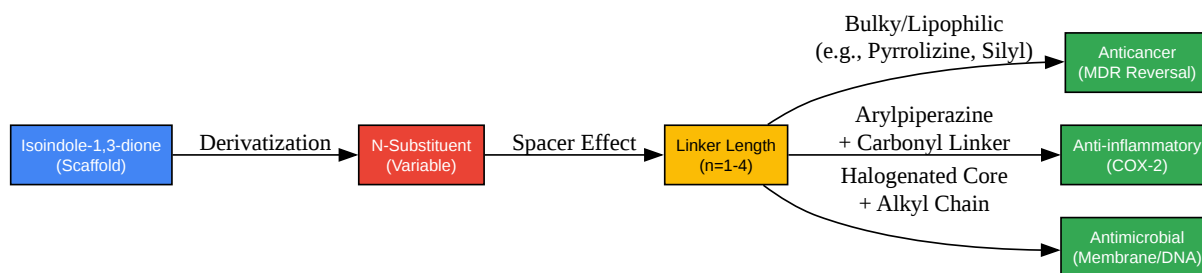 Isoindole-1,3-dione
(Scaffold)
Derivatization
N-Substituent
(Variable)
Spacer Effect
Linker Length
(n=1-4)
Bulky/Lipophilic
(e.g., Pyrrolizine, Silyl)
Anticancer
(MDR Reversal)
Arylpiperazine
+ Carbonyl Linker
Anti-inflammatory
(COX-2)
Halogenated Core
+ Alkyl Chain
Antimicrobial
(Membrane/DNA)